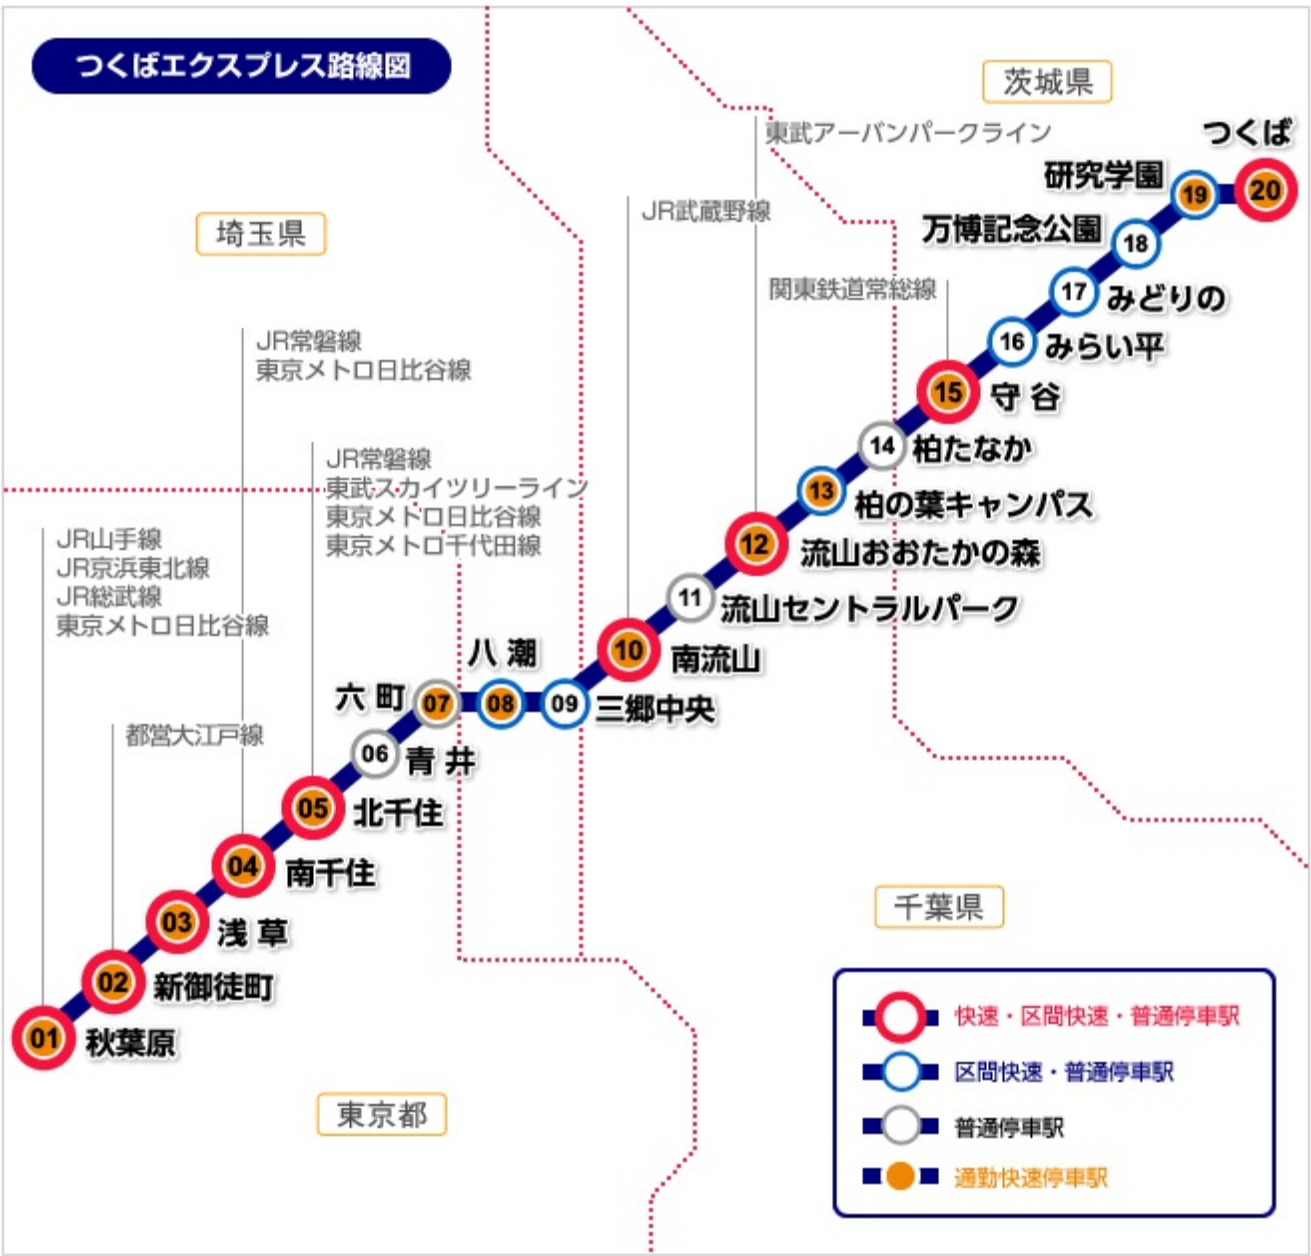 つくばエクスプレス路線図
茨城県
東武アーバンパークライン
つくば
研究学園
19
20
JR武蔵野線
埼玉県
万博記念公園
18
関東鉄道常総線
17
みどりの
JR常磐線
東京メトロ日比谷線
16
みらい平
15
守谷
JR常磐線
東武スカイツリーライン
東京メトロ日比谷線
東京メトロ千代田線
14
柏たなか
13
柏の葉キャンパス
JR山手線
JR京浜東北線
JR総武線
東京メトロ日比谷線
12
流山おおたかの森
11
流山セントラルパーク
10
南流山
八潮
六町
07
08
09
三郷中央
都営大江戸線
06
青井
05
北千住
04
南千住
03
浅草
千葉県
02
新御徒町
01
秋葉原
東京都
快速・区間快速・普通停車駅
区間快速・普通停車駅
普通停車駅
通勤快速停車駅